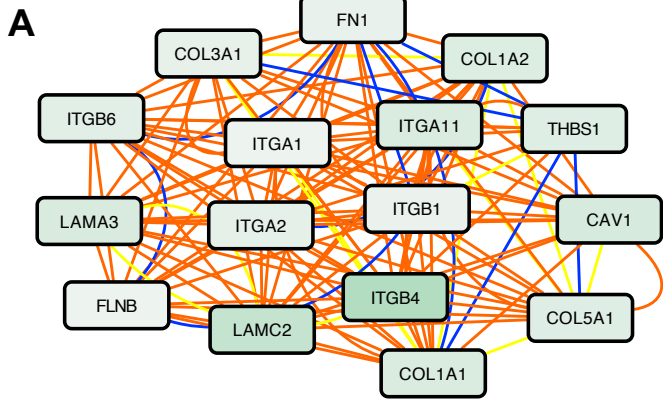 A
FN1
COL3A1
COL1A2
ITGB6
ITGA1
ITGA11
THBS1
LAMA3
ITGA2
ITGB1
CAV1
FLNB
LAMC2
ITGB4
COL5A1
COL1A1